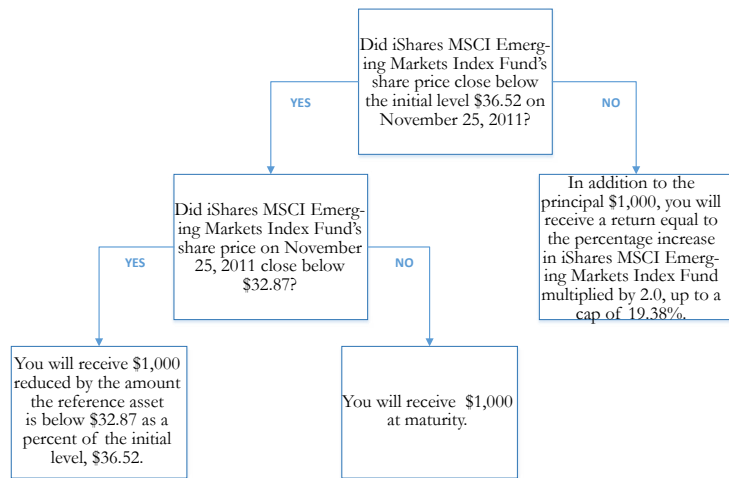 Did iShares MSCI Emerg-
ing Markets Index Fund's
share price close below
the initial level $36.52 on
November 25, 2011?
YES
NO
Did iShares MSCI Emerg-
ing Markets Index Fund's
share price on November
25, 2011 close below
$32.87?
In addition to the
principal $1,000, you will
receive a return equal to
the percentage increase
in iShares MSCI Emerg-
ing Markets Index Fund
multiplied by 2.0, up to a
cap of 19.38%.
YES
NO
You will receive $1,000
reduced by the amount
the reference asset
is below $32.87 as a
percent of the initial
level, $36.52.
You will receive $1,000
at maturity.